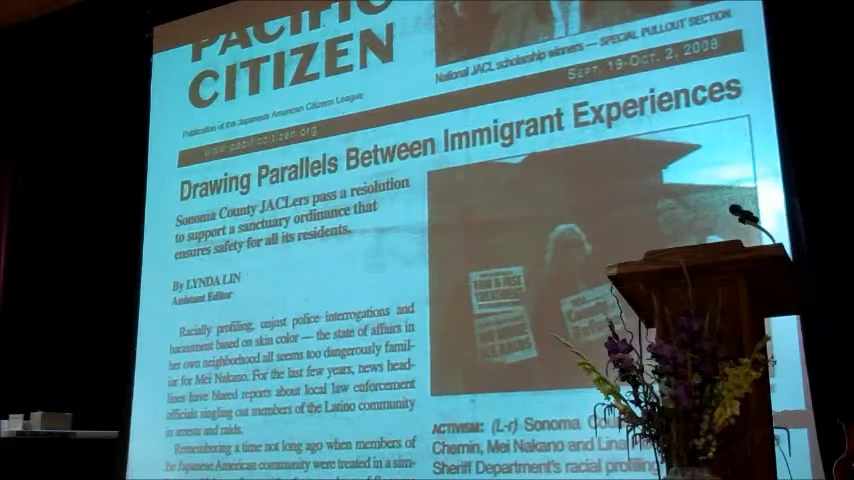 PACIFIC
CITIZEN
Publication of the Japanese American Citizens League
National JACL scholarship winners — SPECIAL PULLOUT SECTION
www.pacificcitizen.org
SEPT. 19-OCT. 2, 2008
Drawing Parallels Between Immigrant Experiences
Sonoma County JACLers pass a resolution
to support a sanctuary ordinance that
ensures safety for all its residents.
By LYNDA LIN
Assistant Editor
Racially profiling, unjust police interrogations and
harassment based on skin color — the state of affairs in
her own neighborhood all seems too dangerously famil-
iar for Mei Nakano. For the last few years, news head-
lines have blared reports about local law enforcement
officials singling out members of the Latino community
in arrests and raids.
Remembering a time not long ago when members of
the Japanese American community were treated in a sim-
FAIR & JUST
TREATMENT
ICE RAIDS
ACTIVISM: (L-r) Sonoma
Chemin, Mei Nakano and Lina
Sheriff Department's racial profiling